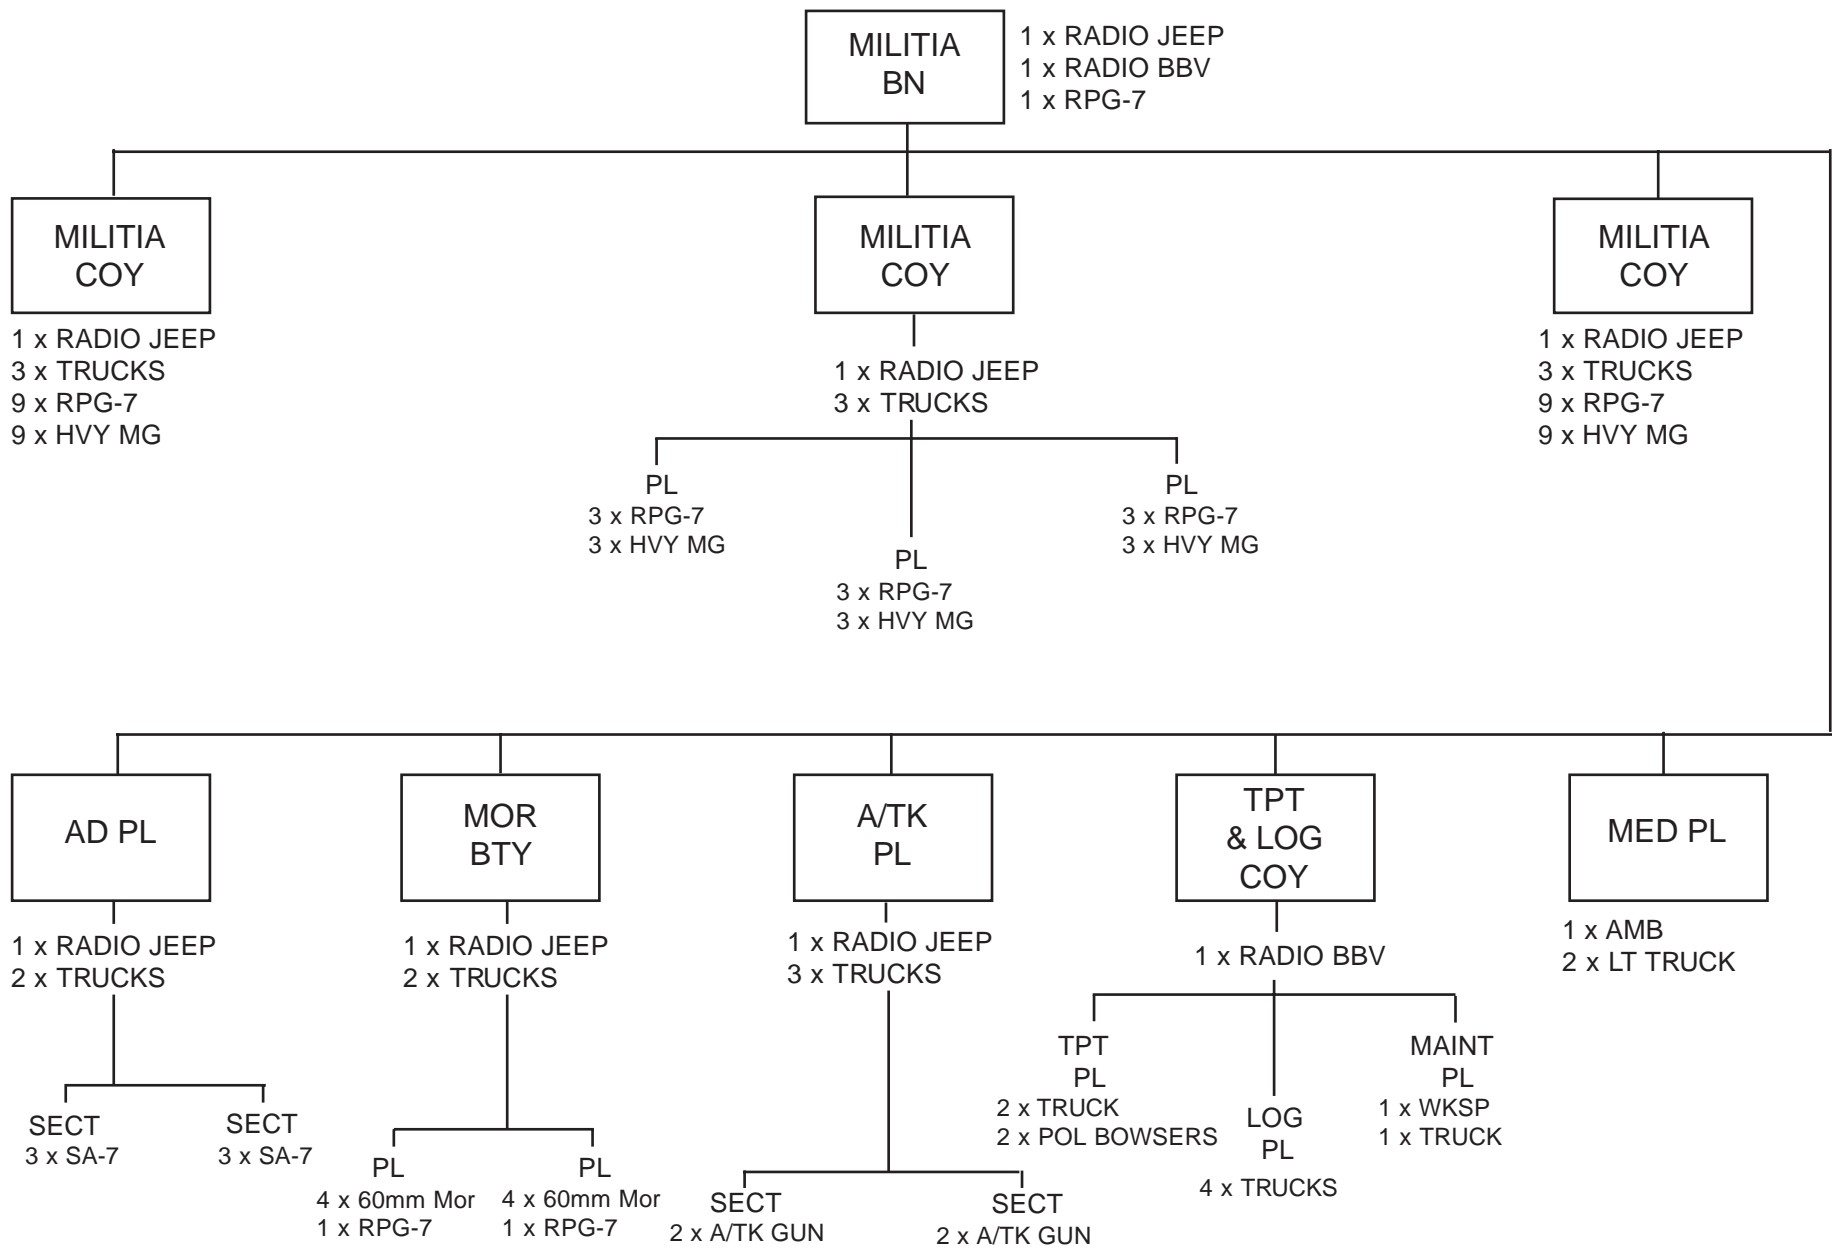 MILITIA
BN
1 x RADIO JEEP
1 x RADIO BBV
1 x RPG-7
MILITIA
COY
1 x RADIO JEEP
3 x TRUCKS
9 x RPG-7
9 x HVY MG
MILITIA
COY
1 x RADIO JEEP
3 x TRUCKS
PL
3 x RPG-7
3 x HVY MG
PL
3 x RPG-7
3 x HVY MG
PL
3 x RPG-7
3 x HVY MG
MILITIA
COY
1 x RADIO JEEP
3 x TRUCKS
9 x RPG-7
9 x HVY MG
AD PL
1 x RADIO JEEP
2 x TRUCKS
SECT
3 x SA-7
SECT
3 x SA-7
MOR
BTY
1 x RADIO JEEP
2 x TRUCKS
PL
4 x 60mm Mor
1 x RPG-7
PL
4 x 60mm Mor
1 x RPG-7
A/TK
PL
1 x RADIO JEEP
3 x TRUCKS
SECT
2 x A/TK GUN
SECT
2 x A/TK GUN
TPT
& LOG
COY
1 x RADIO BBV
TPT
PL
2 x TRUCK
2 x POL BOWSERS
LOG
PL
4 x TRUCKS
MAINT
PL
1 x WKSP
1 x TRUCK
MED PL
1 x AMB
2 x LT TRUCK